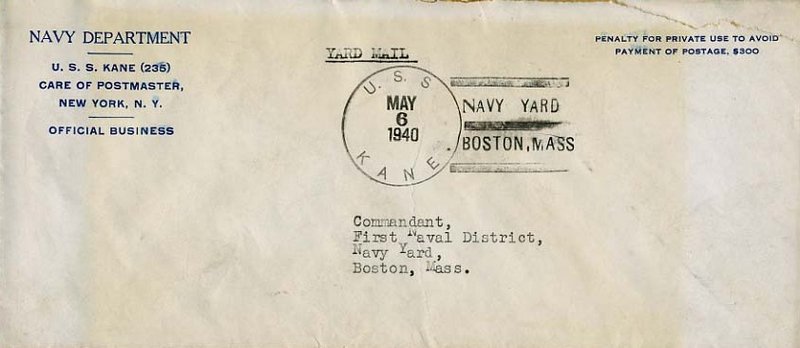 NAVY DEPARTMENT
U. S. S. KANE (235)
CARE OF POSTMASTER,
NEW YORK, N. Y.
OFFICIAL BUSINESS
YARD MAIL
PENALTY FOR PRIVATE USE TO AVOID
PAYMENT OF POSTAGE, $300
U. S. S.
MAY
6
1940
KANE.
NAVY YARD
BOSTON, MASS
Commandant,
First Naval District,
Navy Yard,
Boston, Mass.